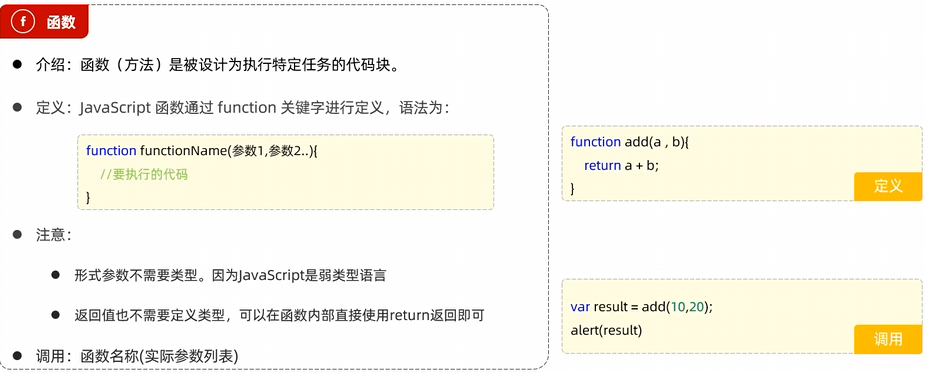 f 函数
介绍：函数（方法）是被设计为执行特定任务的代码块。
定义：JavaScript 函数通过 function 关键字进行定义，语法为：
function functionName(参数1,参数2..){
//要执行的代码
}
注意：
形式参数不需要类型。因为JavaScript是弱类型语言
返回值也不需要定义类型，可以在函数内部直接使用return返回即可
调用：函数名称(实际参数列表)
function add(a , b){
return a + b;
}
定义
var result = add(10,20);
alert(result)
调用